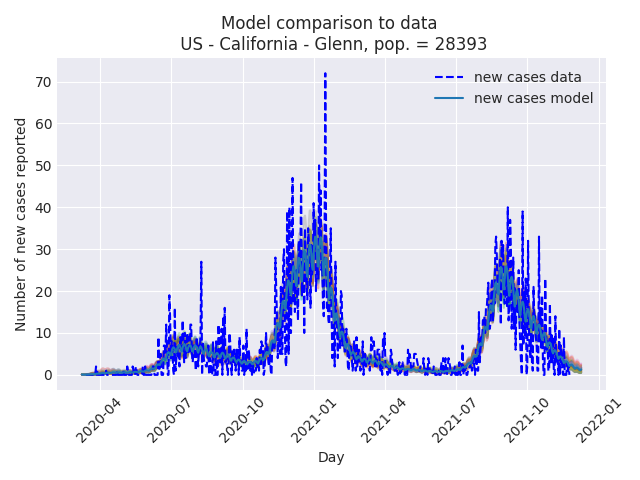 Model comparison to data
US - California - Glenn, pop. = 28393
new cases data
new cases model
Number of new cases reported
70
60
50
40
30
20
10
0
2020-04
2020-07
2020-10
2021-01
2021-04
2021-07
2021-10
2022-01
Day